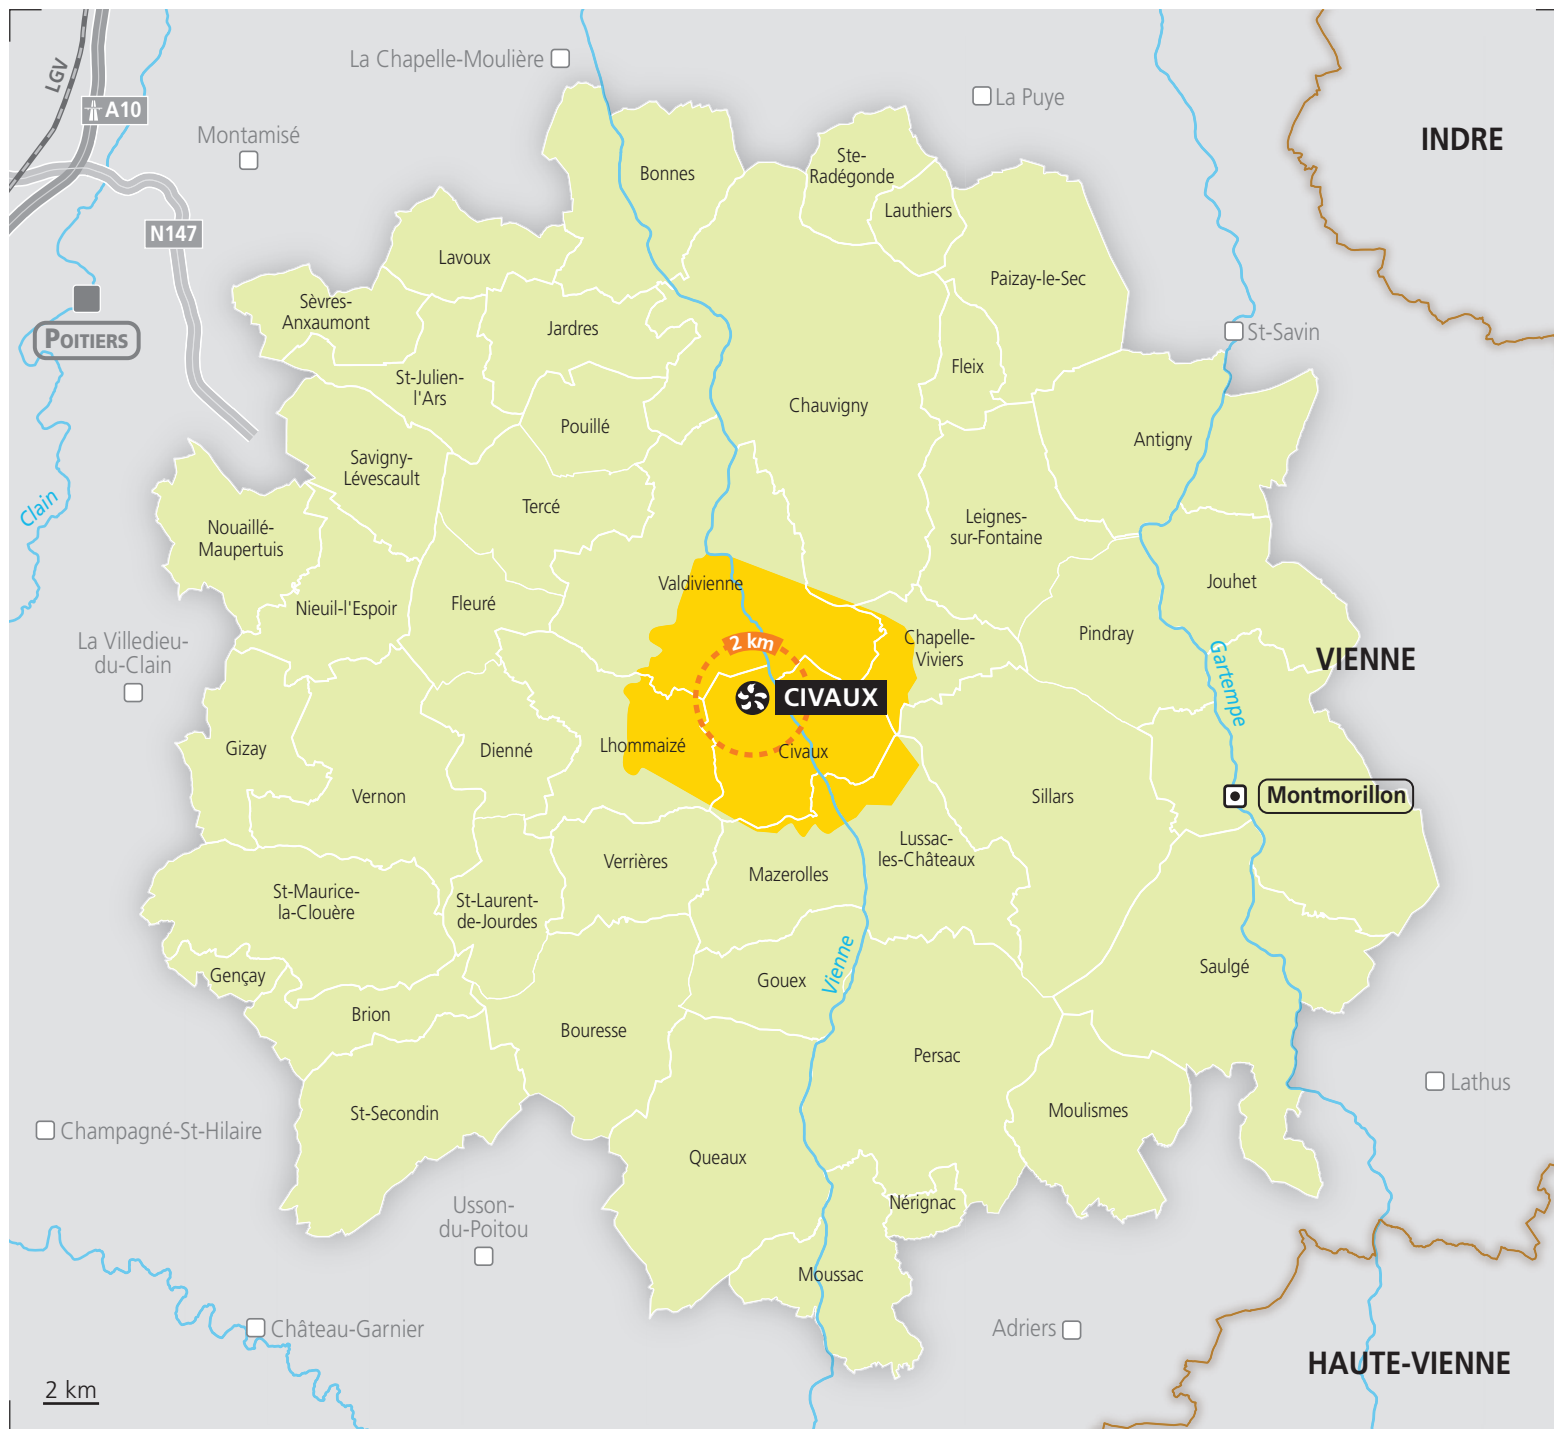 LGV
A10
La Chapelle-Moulière
La Puye
INDRE
Montamisé
Bonnes
Ste-
Radégonde
Lauthiers
N147
Lavoux
Paizay-le-Sec
Sèvres-
Anxaumont
Jardres
POITIERS
St-Savin
St-Julien-
l'Ars
Fleix
Chauvigny
Pouillé
Antigny
Savigny-
Lévescault
Clain
Tercé
Nouaillé-
Maupertuis
Leignes-
sur-Fontaine
Valdivienne
Jouhet
Nieuil-l'Espoir
Fleuré
La Villedieu-
du-Clain
2 km
Chapelle-
Viviers
Pindray
VIENNE
Gartempe
CIVAUX
Gizay
Dienné
Lhommaizé
Civaux
Vernon
Sillars
Montmorillon
Verrières
Mazerolles
Lussac-
les-Châteaux
St-Maurice-
la-Clouère
St-Laurent-
de-Jourdes
Vienne
Saulgé
Gençay
Gouex
Brion
Bouresse
Persac
Lathus
St-Secondin
Moulismes
Champagné-St-Hilaire
Queaux
Nérignac
Usson-
du-Poitou
Moussac
Château-Garnier
Adriers
HAUTE-VIENNE
2 km